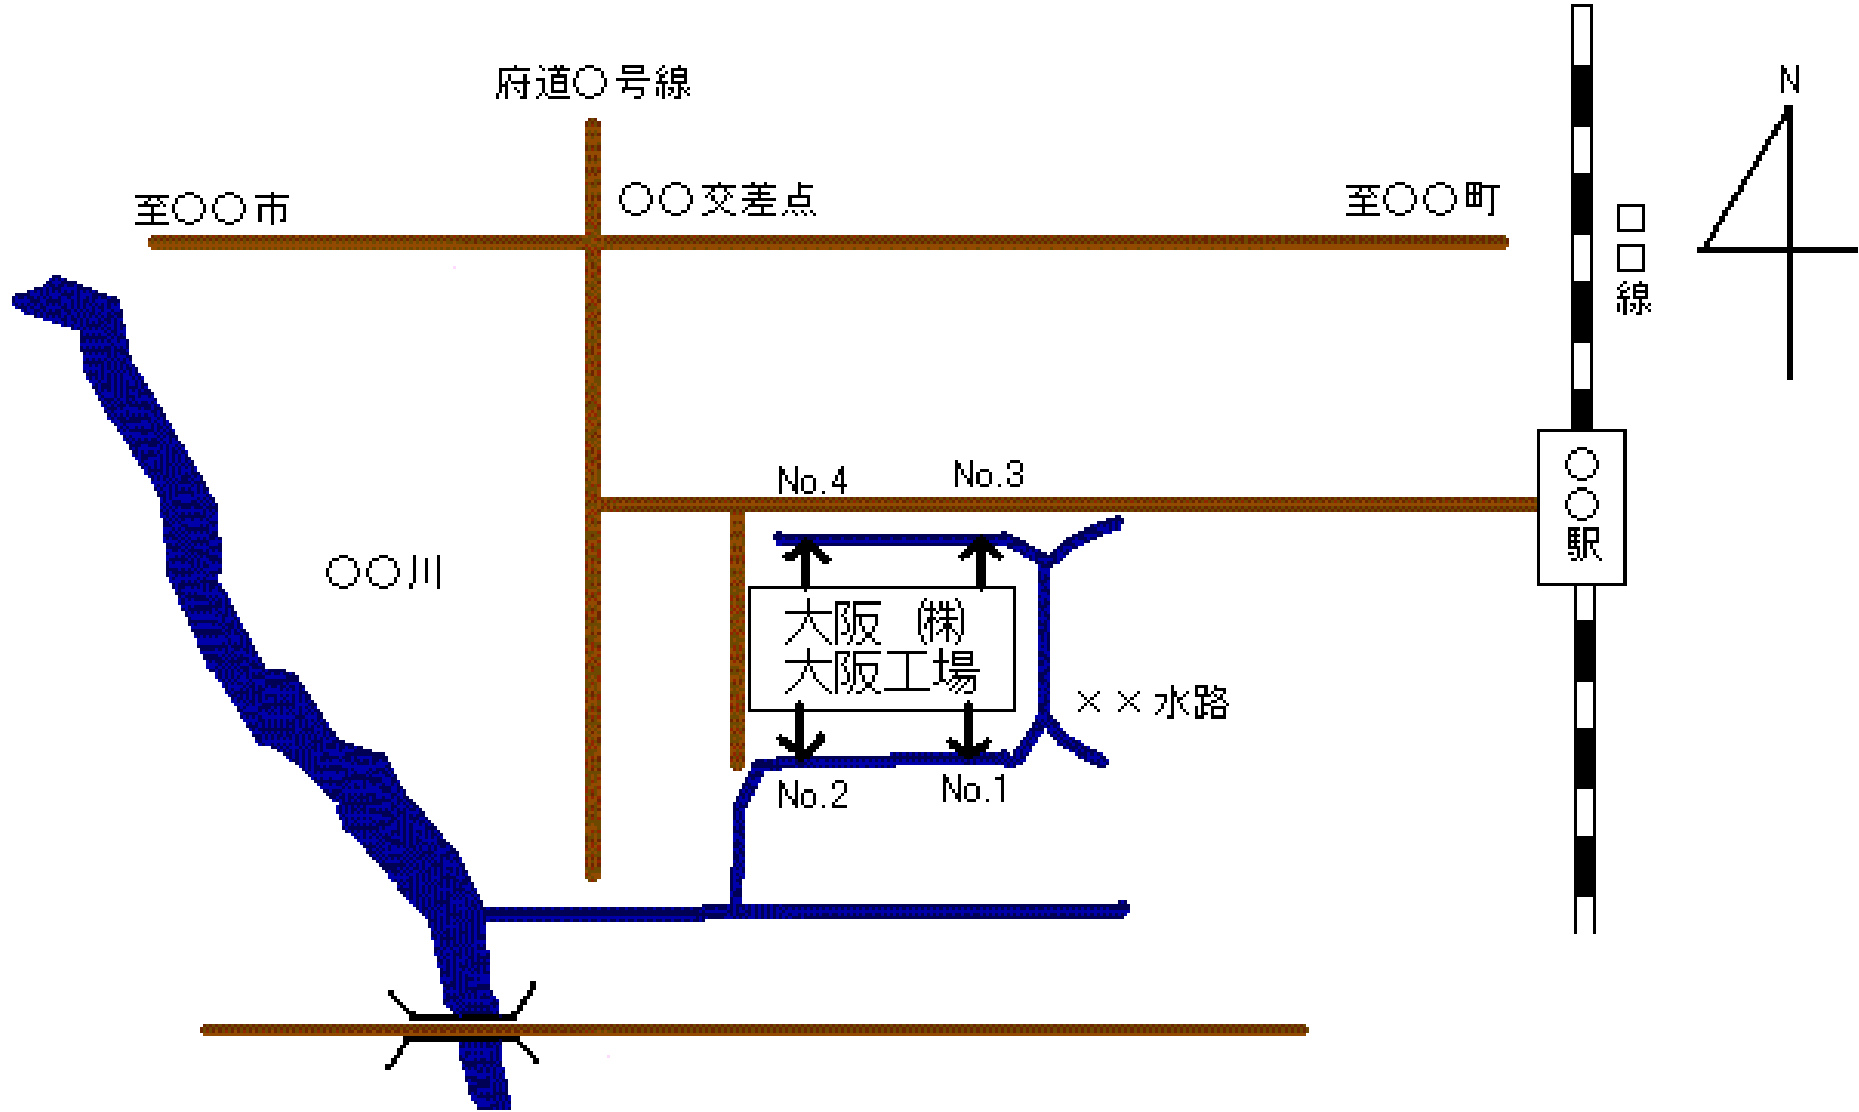 府道○号線
N
至○○市
○○交差点
至○○町
□□線
No.4
No.3
○○駅
○○川
大阪 ㈱
大阪工場
××水路
No.2
No.1